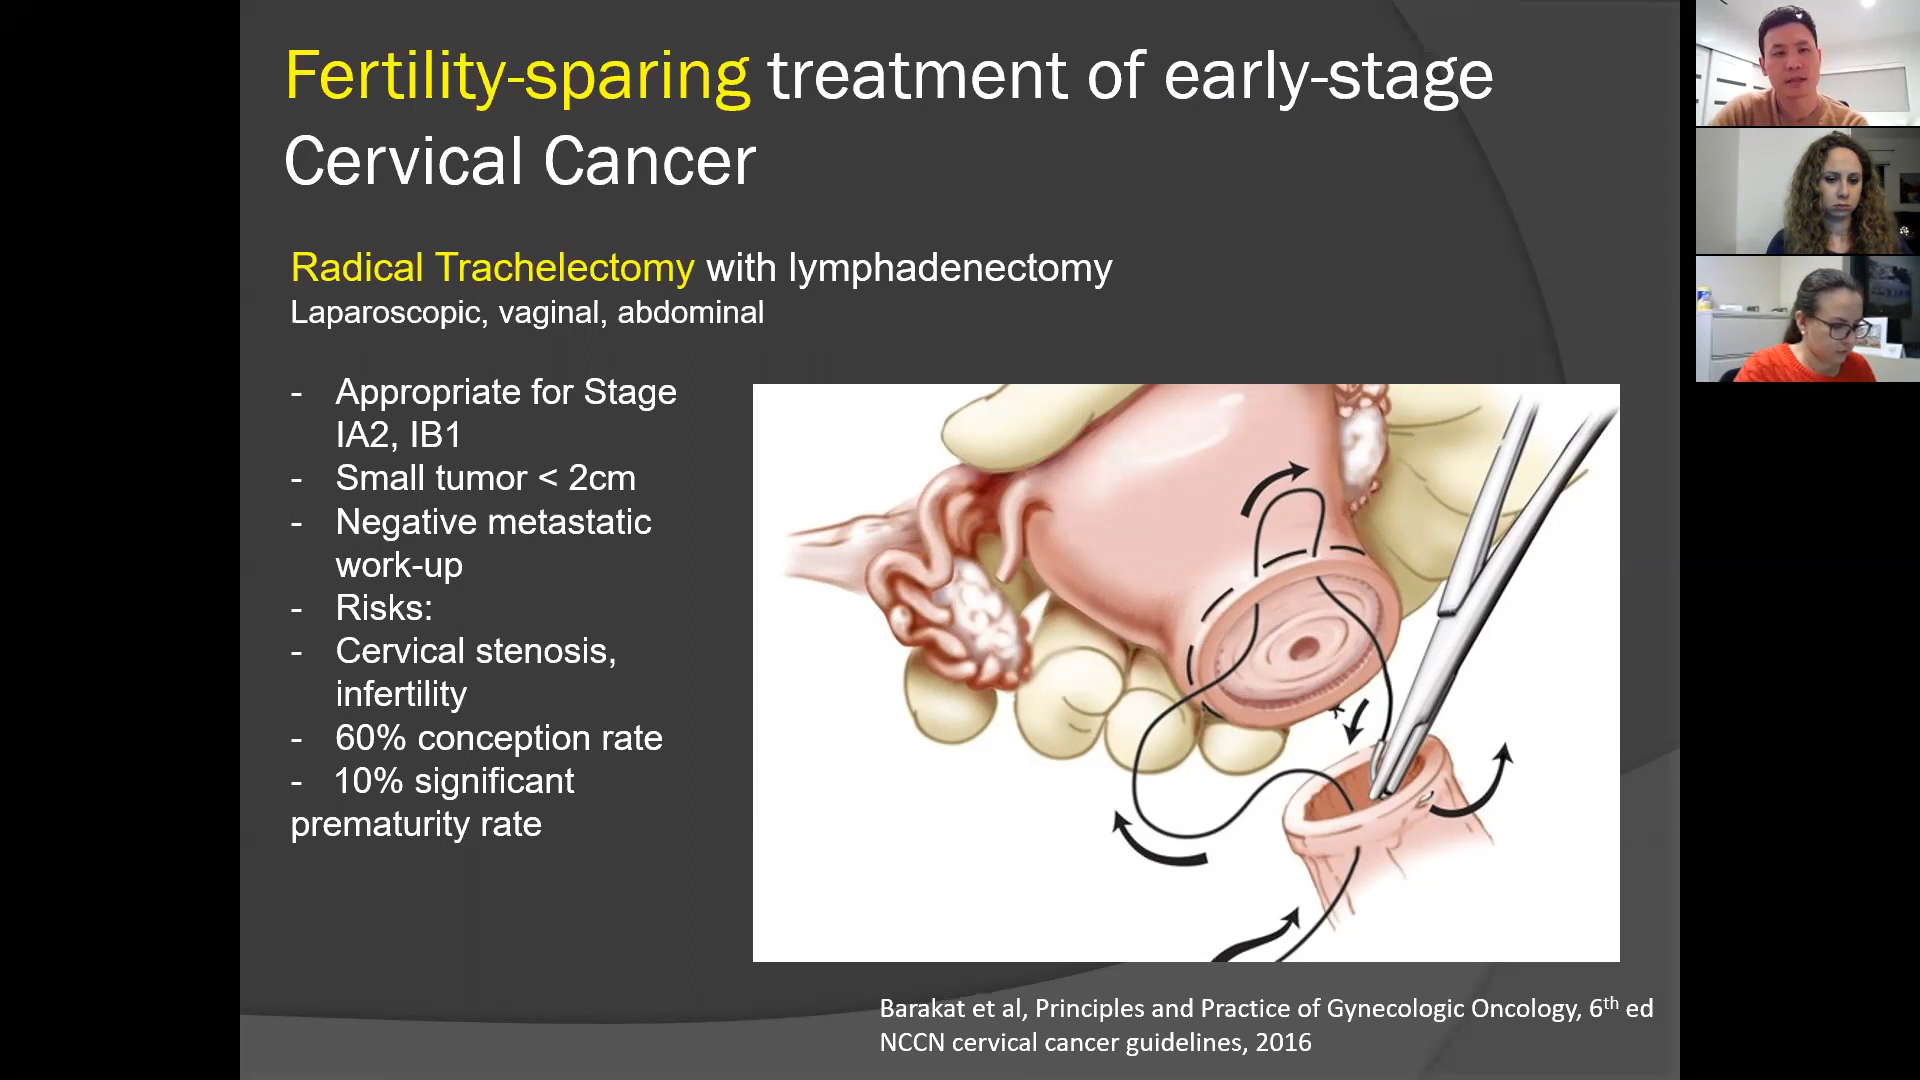 Fertility-sparing treatment of early-stage
Cervical Cancer
Radical Trachelectomy with lymphadenectomy
Laparoscopic, vaginal, abdominal
- Appropriate for Stage
IA2, IB1
- Small tumor < 2cm
- Negative metastatic
work-up
- Risks:
- Cervical stenosis,
infertility
- 60% conception rate
- 10% significant
prematurity rate
Barakat et al, Principles and Practice of Gynecologic Oncology, 6th ed
NCCN cervical cancer guidelines, 2016